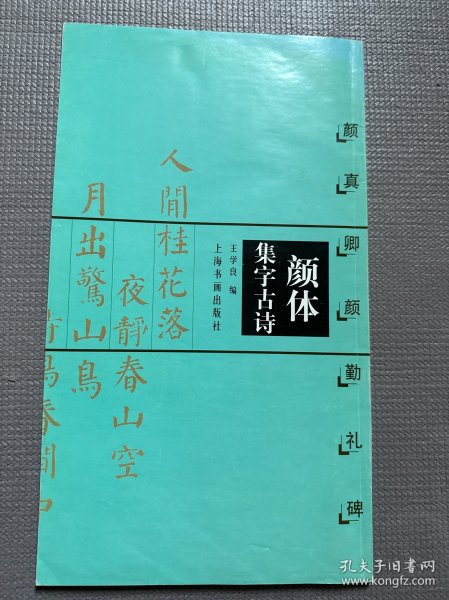 颜真卿颜勤礼碑
颜体
集字古诗
王学良 编
上海书画出版社
人閒桂花落
夜靜春山空
月出驚山鳥
孔夫子旧书网
www.kongfz.com